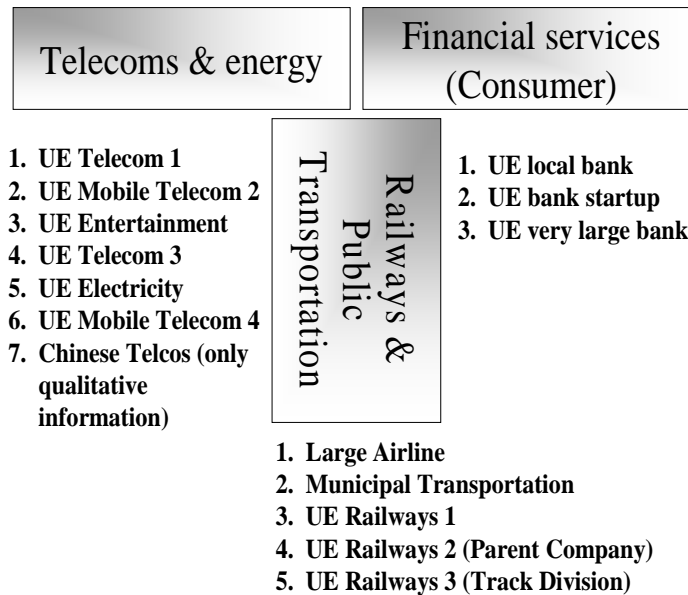 Telecoms & energy
Financial services
(Consumer)
1. UE Telecom 1
2. UE Mobile Telecom 2
3. UE Entertainment
4. UE Telecom 3
5. UE Electricity
6. UE Mobile Telecom 4
7. Chinese Telcos (only
qualitative
information)
Railways &
Public
Transportation
1. UE local bank
2. UE bank startup
3. UE very large bank
1. Large Airline
2. Municipal Transportation
3. UE Railways 1
4. UE Railways 2 (Parent Company)
5. UE Railways 3 (Track Division)